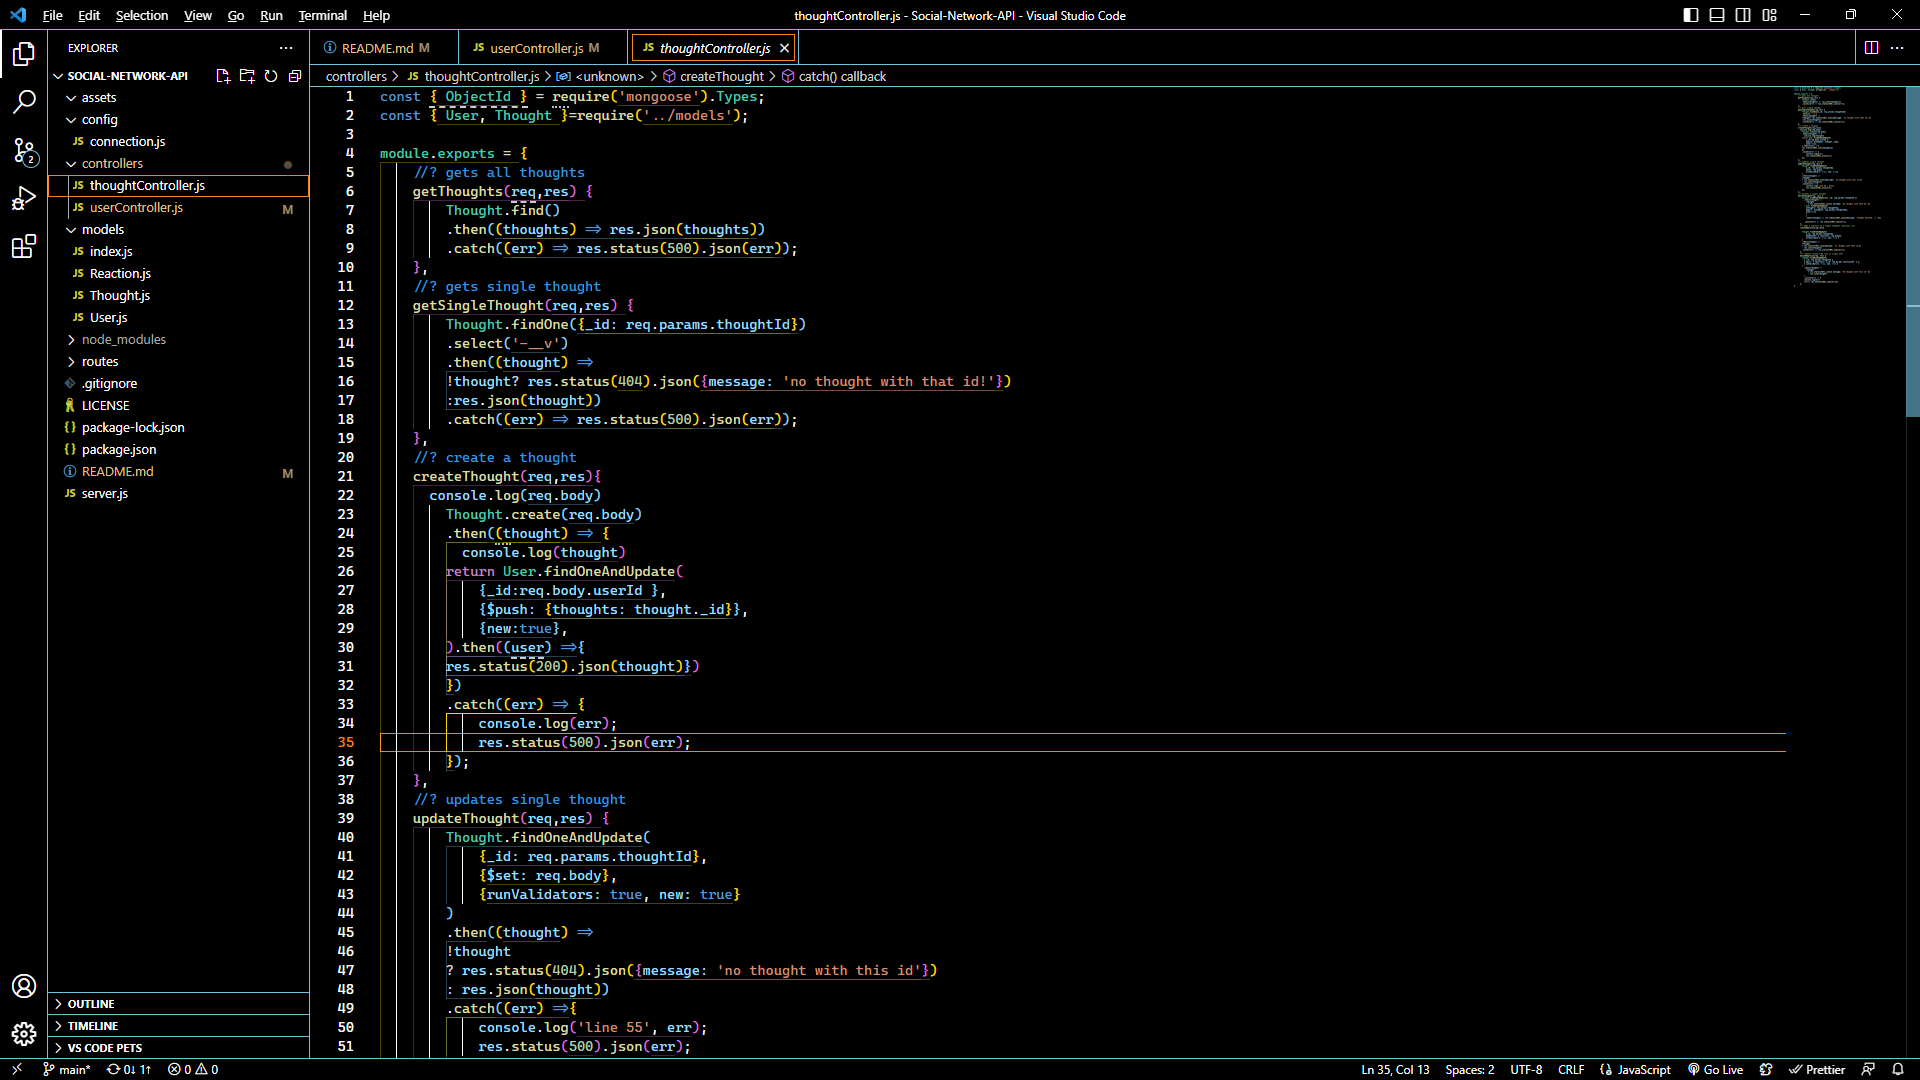 File Edit Selection View Go Run Terminal Help
thoughtController.js - Social-Network-API - Visual Studio Code
EXPLORER
SOCIAL-NETWORK-API
assets
config
JS connection.js
controllers
JS thoughtController.js
JS userController.js M
models
JS index.js
JS Reaction.js
JS Thought.js
JS User.js
node_modules
routes
.gitignore
LICENSE
{} package-lock.json
{} package.json
README.md M
JS server.js
OUTLINE
TIMELINE
VS CODE PETS
2
README.md M
JS userController.js M
JS thoughtController.js
controllers > JS thoughtController.js > <unknown> > createThought > catch() callback
1 const { ObjectId } = require('mongoose').Types;
2 const { User, Thought }=require('../models');
3
4 module.exports = {
5 //? gets all thoughts
6 getThoughts(req,res) {
7 Thought.find()
8 .then((thoughts) => res.json(thoughts))
9 .catch((err) => res.status(500).json(err));
10 },
11 //? gets single thought
12 getSingleThought(req,res) {
13 Thought.findOne({_id: req.params.thoughtId})
14 .select('-__v')
15 .then((thought) =>
16 !thought? res.status(404).json({message: 'no thought with that id!'})
17 :res.json(thought))
18 .catch((err) => res.status(500).json(err));
19 },
20 //? create a thought
21 createThought(req,res){
22 console.log(req.body)
23 Thought.create(req.body)
24 .then((thought) => {
25 console.log(thought)
26 return User.findOneAndUpdate(
27 {_id:req.body.userId },
28 {$push: {thoughts: thought._id}},
29 {new:true},
30 ).then((user) =>{
31 res.status(200).json(thought)})
32 })
33 .catch((err) => {
34 console.log(err);
35 res.status(500).json(err);
36 });
37 },
38 //? updates single thought
39 updateThought(req,res) {
40 Thought.findOneAndUpdate(
41 {_id: req.params.thoughtId},
42 {$set: req.body},
43 {runValidators: true, new: true}
44 )
45 .then((thought) =>
46 !thought
47 ? res.status(404).json({message: 'no thought with this id'})
48 : res.json(thought))
49 .catch((err) =>{
50 console.log('line 55', err);
51 res.status(500).json(err);
main* 0↓ 1↑ 0 0
Ln 35, Col 13 Spaces: 2 UTF-8 CRLF JavaScript Go Live Prettier